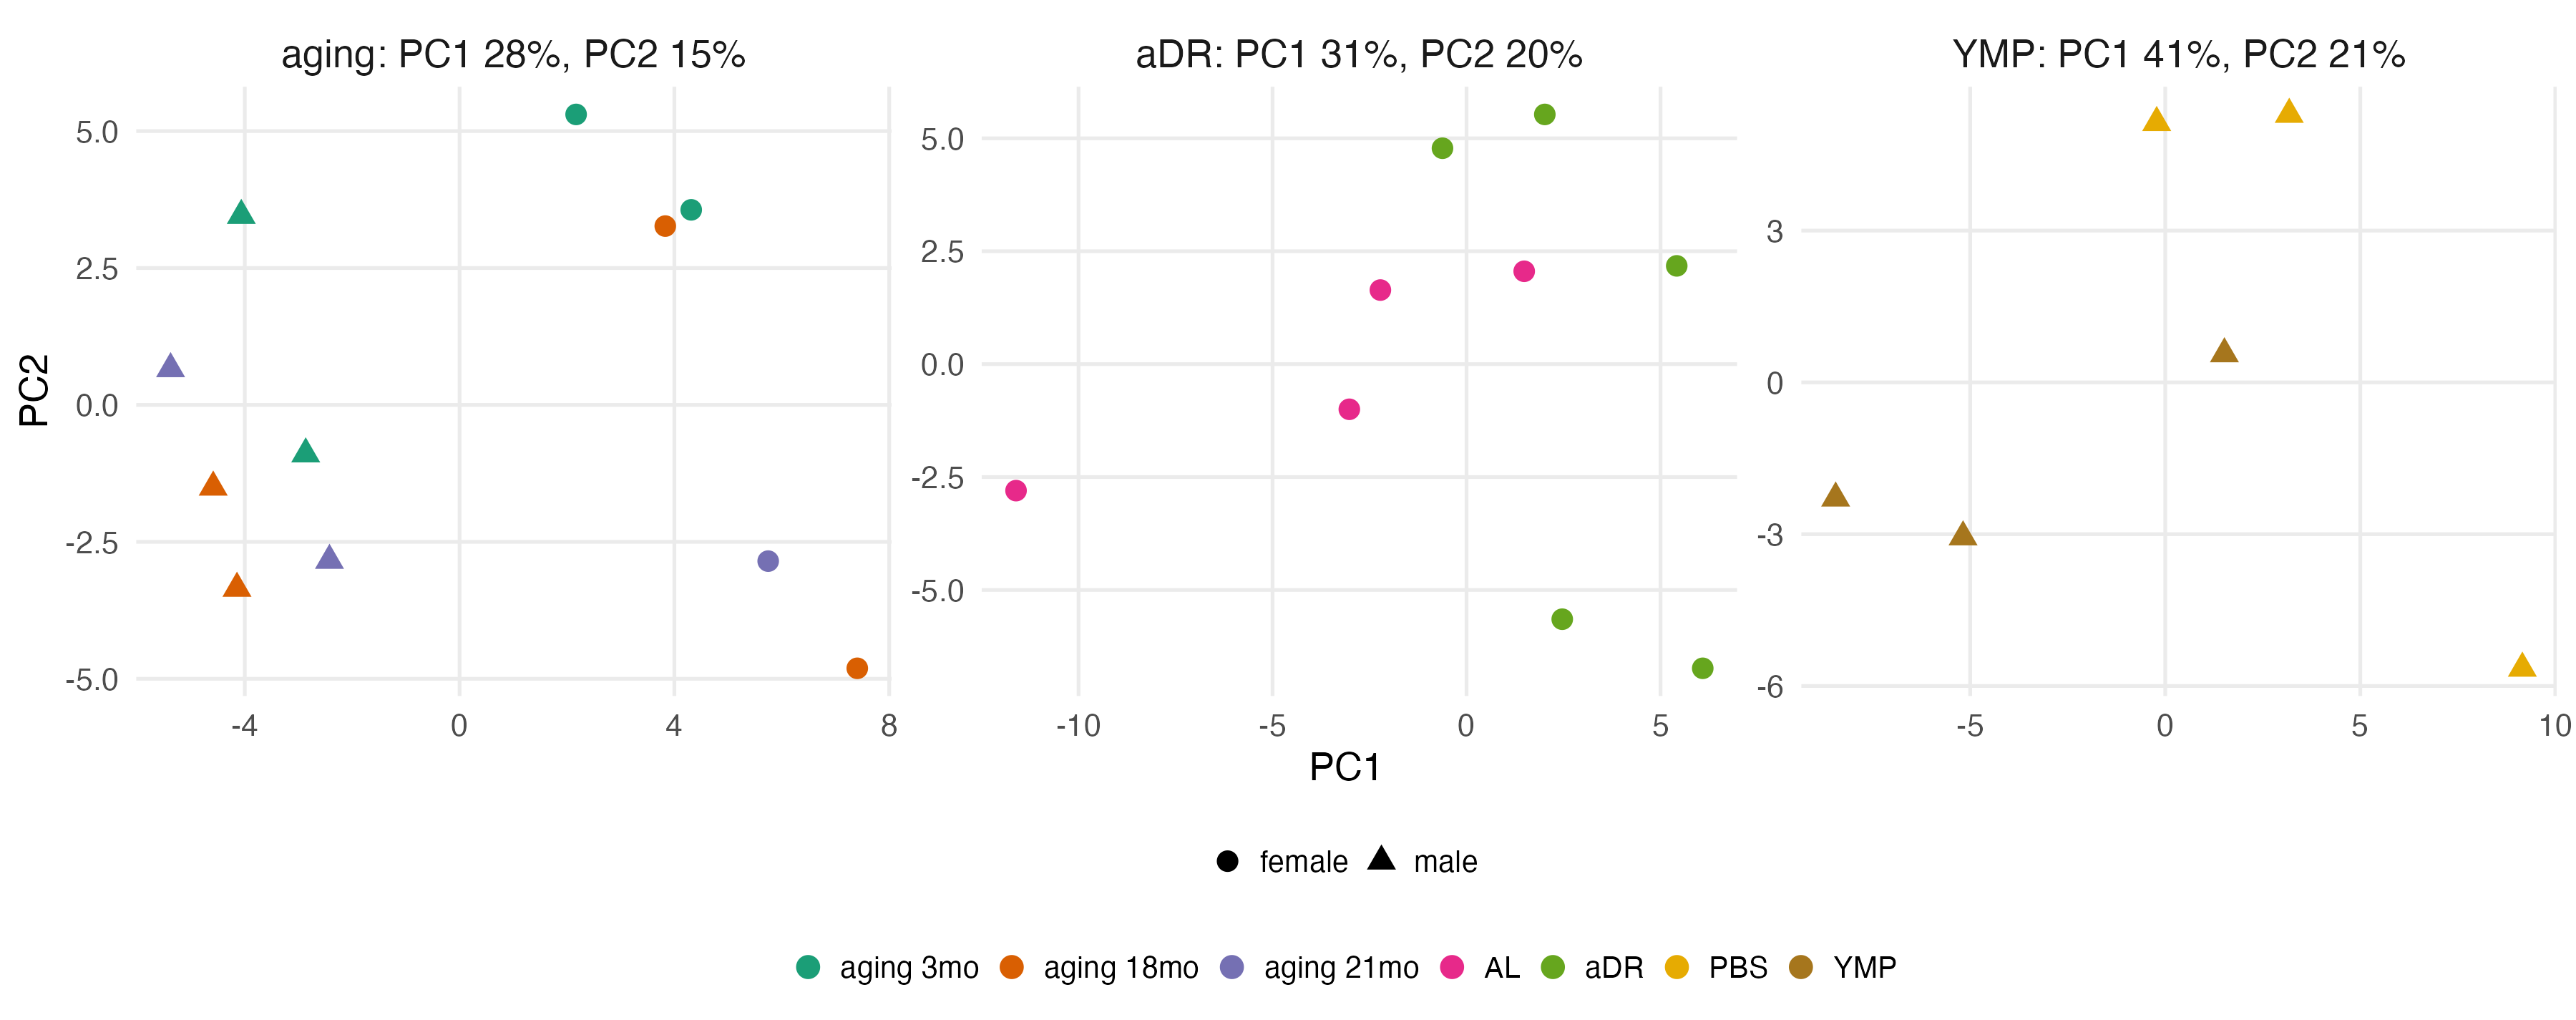 aging: PC1 28%, PC2 15%
aDR: PC1 31%, PC2 20%
YMP: PC1 41%, PC2 21%
PC2
5.0
2.5
0.0
-2.5
-5.0
-4 0 4 8
5.0
2.5
0.0
-2.5
-5.0
-10 -5 0 5
3
0
-3
-6
-5 0 5 10
PC1
female male
aging 3mo aging 18mo aging 21mo AL aDR PBS YMP